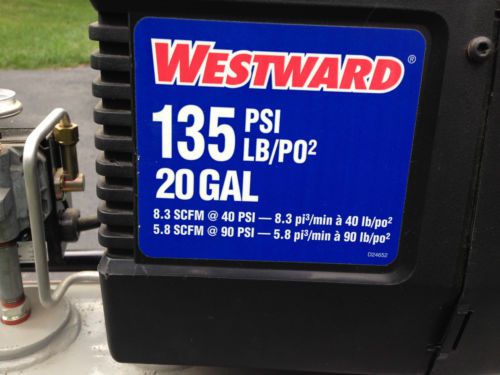 WESTWARD®
135 PSI
LB/PO²
20 GAL
8.3 SCFM @ 40 PSI — 8.3 pi³/min à 40 lb/po²
5.8 SCFM @ 90 PSI — 5.8 pi³/min à 90 lb/po²
D24652